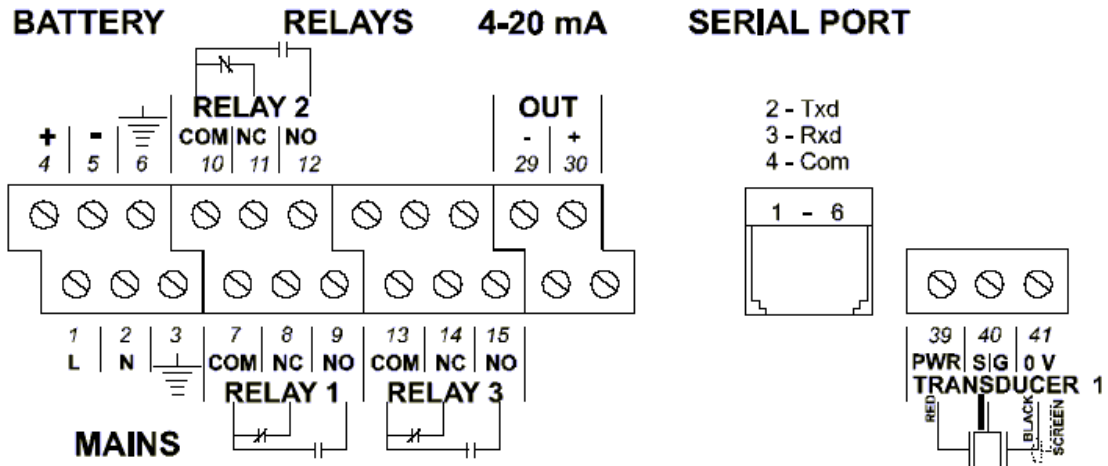 BATTERY RELAYS 4-20 mA SERIAL PORT
RELAY 2 OUT
2 - Txd
+ - COM NC NO - +
3 - Rxd
4 5 6 10 11 12 29 30
4 - Com
1 - 6
1 2 3 7 8 9 13 14 15 39 40 41
L N COM NC NO COM NC NO PWR SIG 0 V
RELAY 1 RELAY 3 TRANSDUCER 1
RED BLACK SCREEN
MAINS